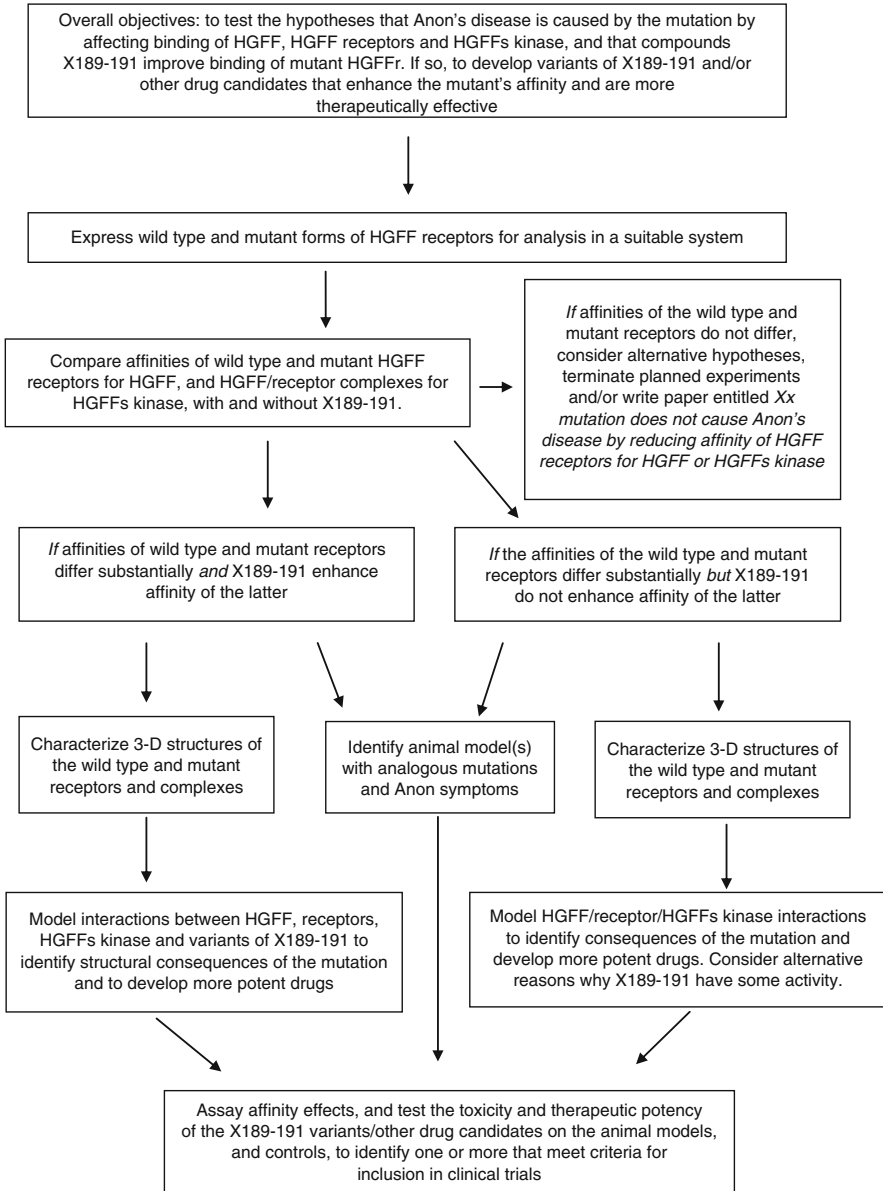 Overall objectives: to test the hypotheses that Anon's disease is caused by the mutation by
affecting binding of HGFF, HGFF receptors and HGFFs kinase, and that compounds
X189-191 improve binding of mutant HGFFr. If so, to develop variants of X189-191 and/or
other drug candidates that enhance the mutant's affinity and are more
therapeutically effective
Express wild type and mutant forms of HGFF receptors for analysis in a suitable system
Compare affinities of wild type and mutant HGFF
receptors for HGFF, and HGFF/receptor complexes for
HGFFs kinase, with and without X189-191.
If affinities of the wild type and
mutant receptors do not differ,
consider alternative hypotheses,
terminate planned experiments
and/or write paper entitled Xx
mutation does not cause Anon's
disease by reducing affinity of HGFF
receptors for HGFF or HGFFs kinase
If affinities of wild type and mutant receptors
differ substantially and X189-191 enhance
affinity of the latter
If the affinities of the wild type and mutant
receptors differ substantially but X189-191
do not enhance affinity of the latter
Characterize 3-D structures of
the wild type and mutant
receptors and complexes
Identify animal model(s)
with analogous mutations
and Anon symptoms
Characterize 3-D structures of
the wild type and mutant
receptors and complexes
Model interactions between HGFF, receptors,
HGFFs kinase and variants of X189-191 to
identify structural consequences of the mutation
and to develop more potent drugs
Model HGFF/receptor/HGFFs kinase interactions
to identify consequences of the mutation and
develop more potent drugs. Consider alternative
reasons why X189-191 have some activity.
Assay affinity effects, and test the toxicity and therapeutic potency
of the X189-191 variants/other drug candidates on the animal models,
and controls, to identify one or more that meet criteria for
inclusion in clinical trials